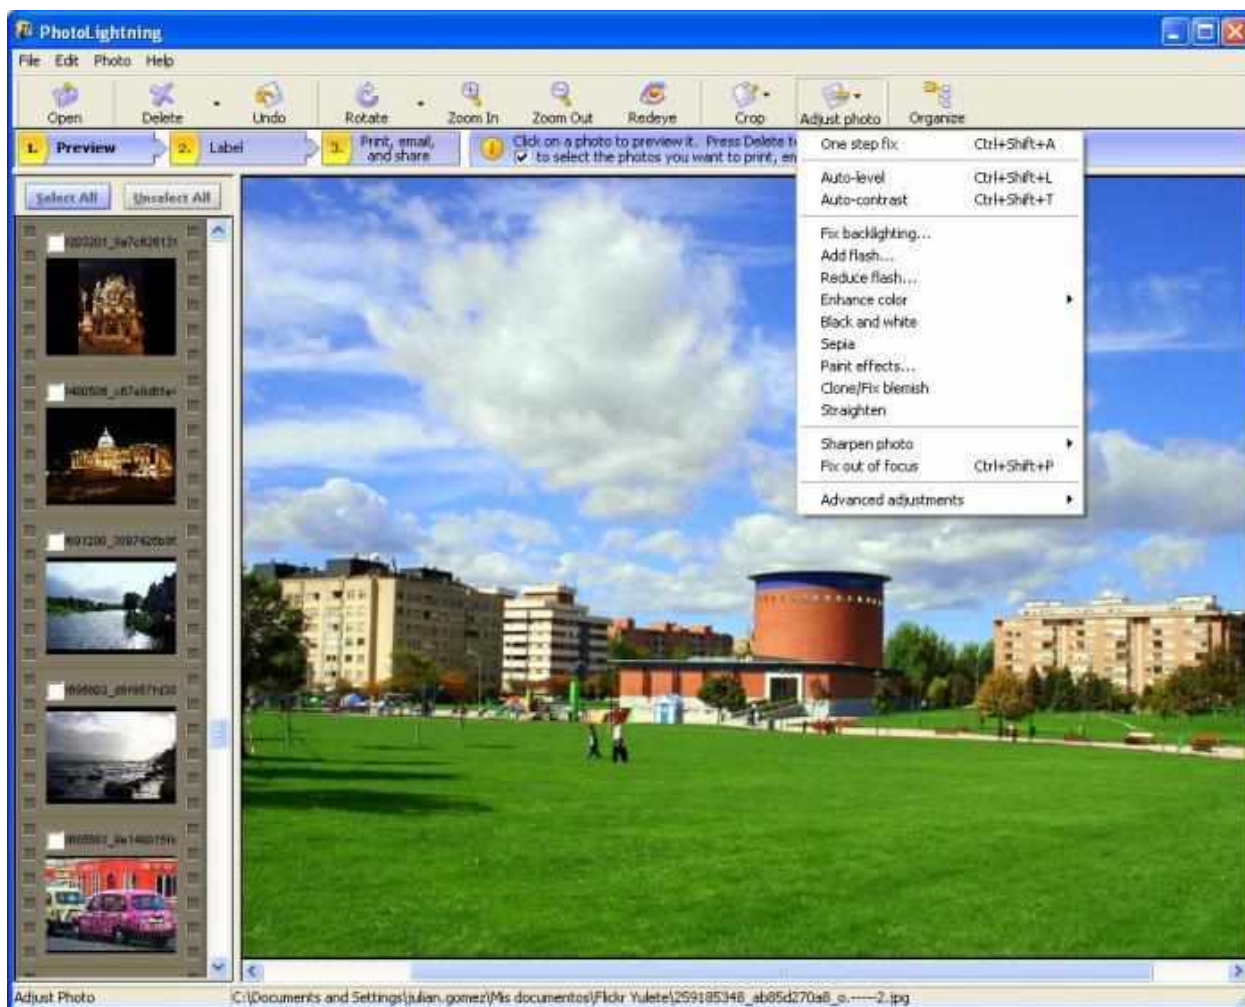 PhotoLightning
File Edit Photo Help
Open Delete Undo Rotate Zoom In Zoom Out Redeye Crop Adjust photo Organize
1. Preview 2. Label 3. Print, email, and share
Click on a photo to preview it. Press Delete
to select the photos you want to print,
Select All Unselect All
One step fix Ctrl+Shift+A
Auto-level Ctrl+Shift+L
Auto-contrast Ctrl+Shift+T
Fix backlighting...
Add flash...
Reduce flash...
Enhance color
Black and white
Sepia
Paint effects...
Clone/Fix blemish
Straighten
Sharpen photo
Fix out of focus Ctrl+Shift+P
Advanced adjustments
Adjust Photo C:\Documents and Settings\julian.gomez\Mis documentos\Flickr Yulete\259185348_ab85d270a8_o.-----2.jpg